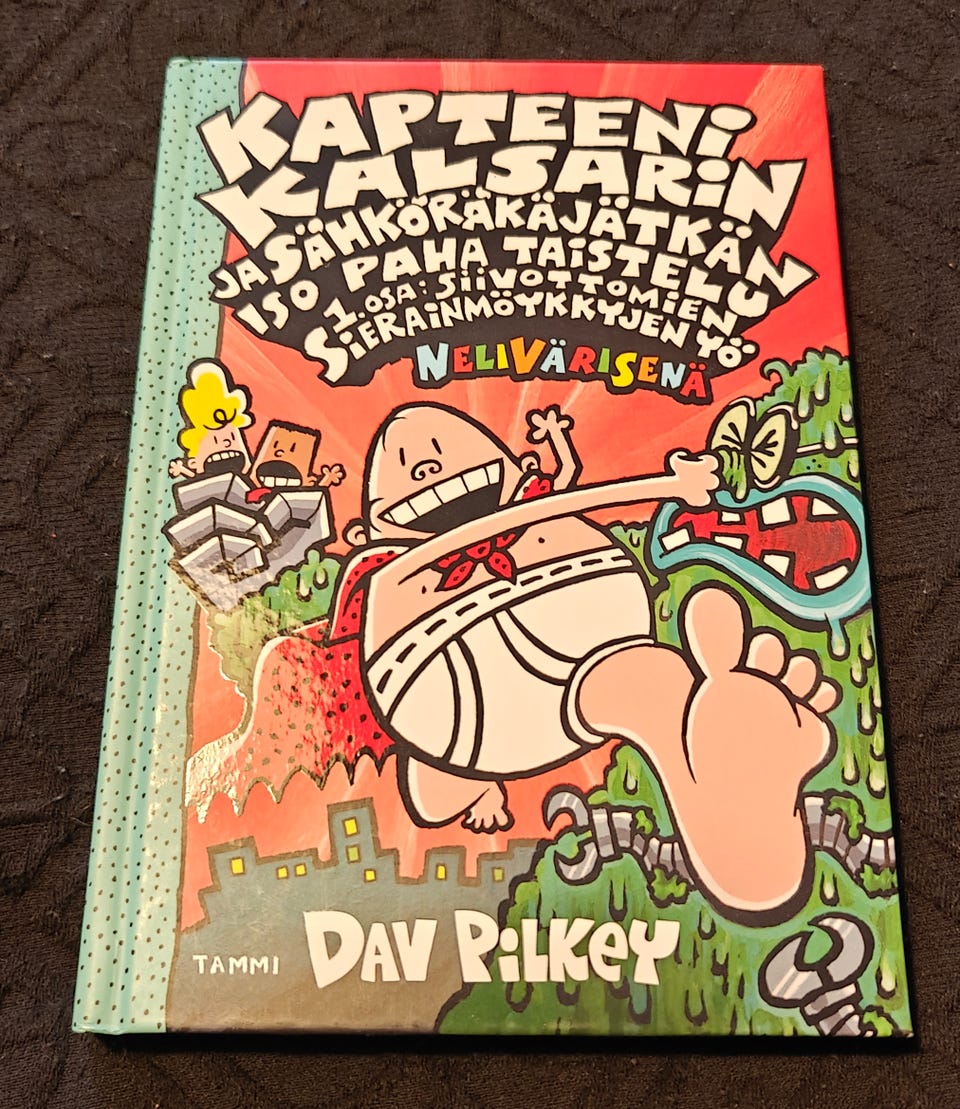 KAPTEENI
KALSARIN
JA SÄHKÖRÄKÄJÄTKÄN
ISO PAHA TAISTELU
1. OSA: SIIVOTTOMIEN
SIERAINMÖYKKYJEN YÖ
NELIVÄRISENÄ
TAMMI
DAV PILKEY